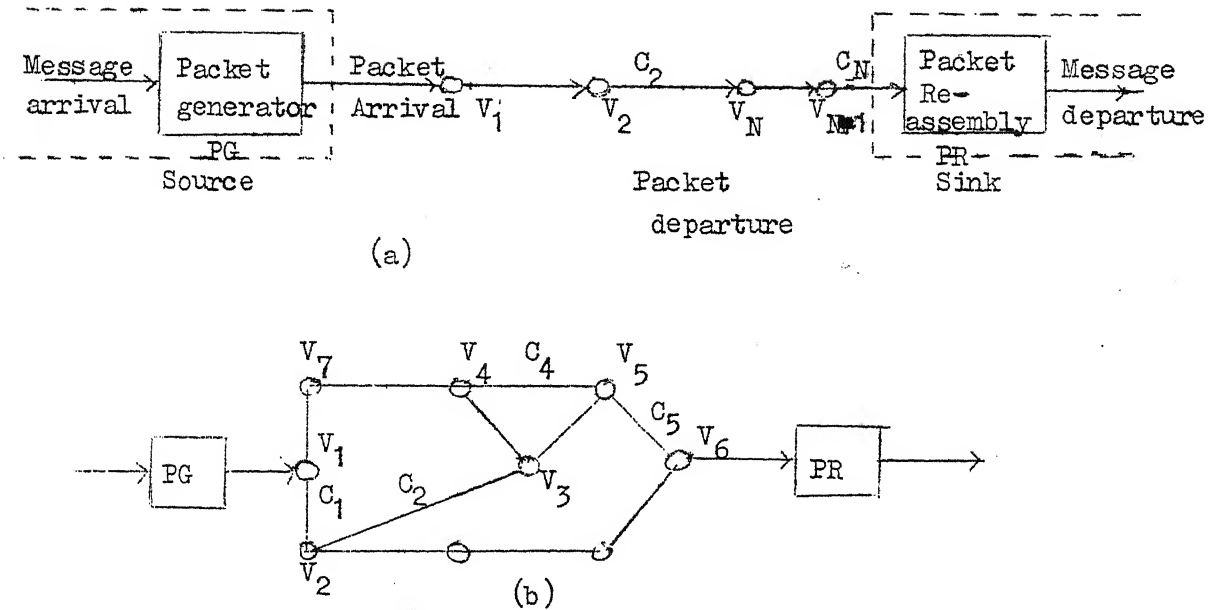 Message arrival
Packet generator
PG
Source
Packet Arrival
V1
V2
C2
VN
CN
Packet Re-assembly
PR
Sink
Message departure
Packet departure
(a)
V7
V4
C4
V5
C5
V6
PG
V1
C1
C2
V3
PR
V2
(b)